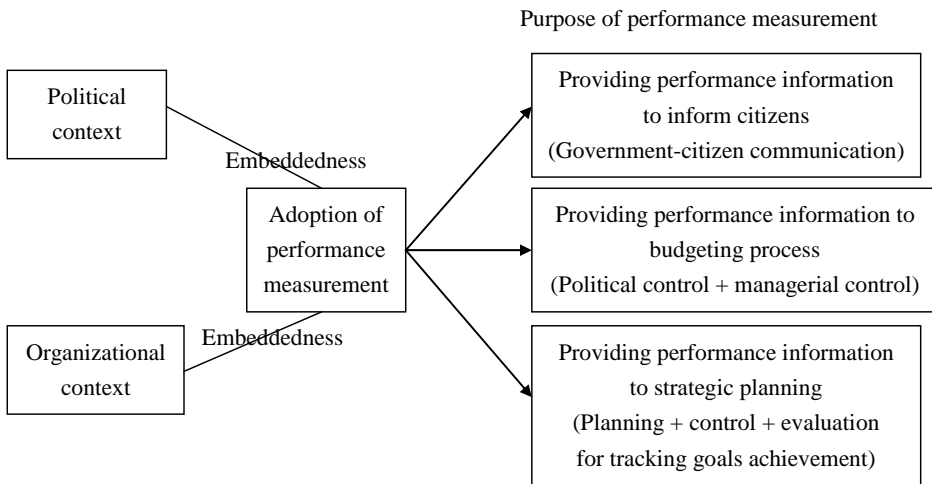 Purpose of performance measurement
Political
context
Embeddedness
Adoption of
performance
measurement
Embeddedness
Organizational
context
Providing performance information
to inform citizens
(Government-citizen communication)
Providing performance information to
budgeting process
(Political control + managerial control)
Providing performance information
to strategic planning
(Planning + control + evaluation
for tracking goals achievement)